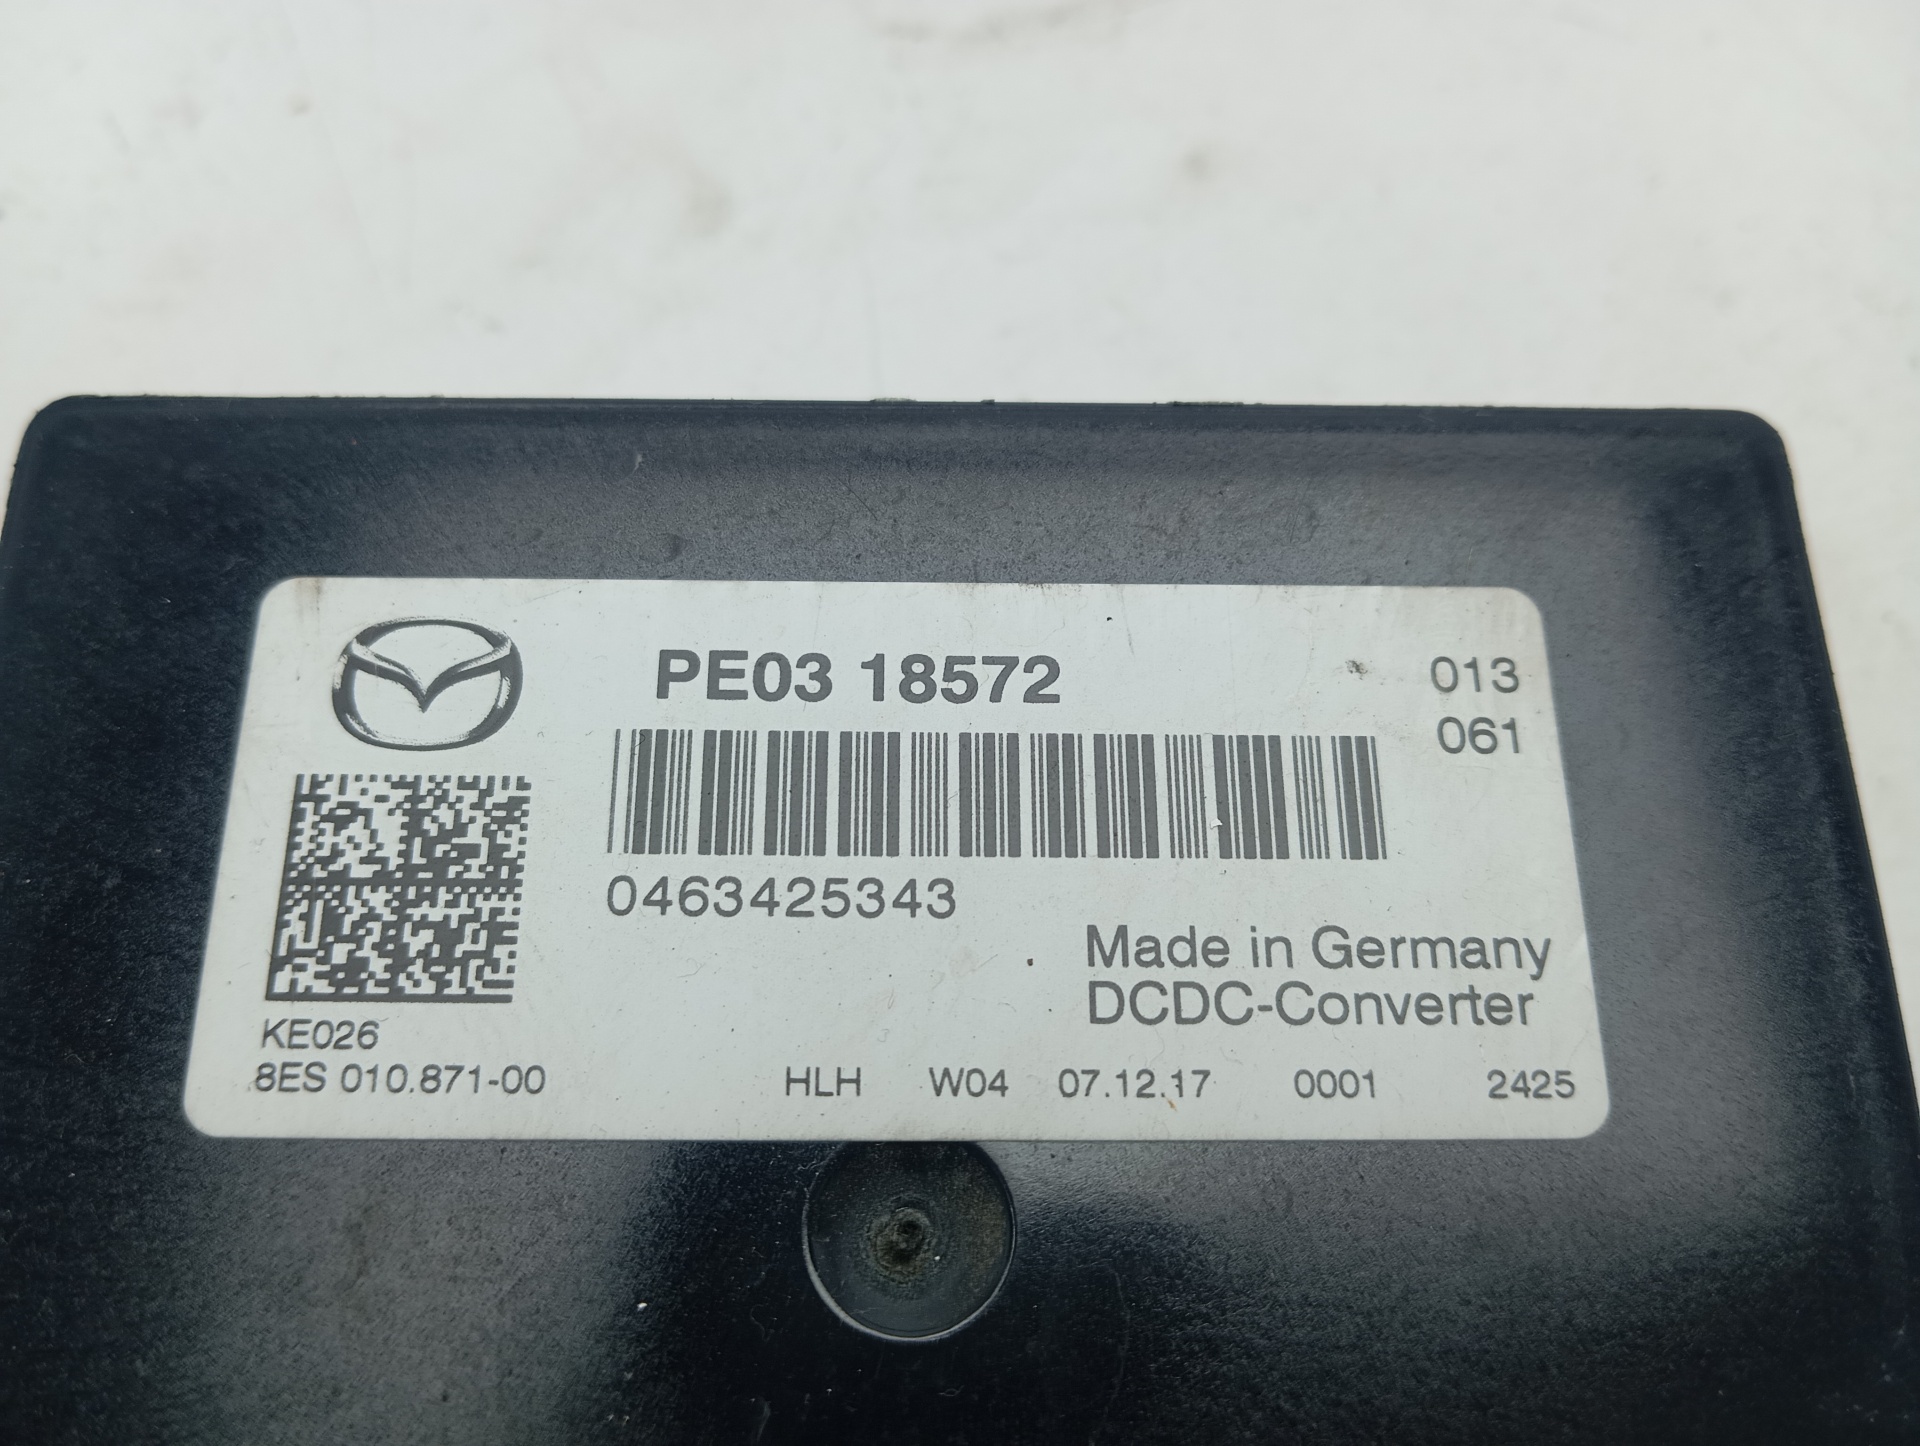 PE03 18572
013
061
0463425343
Made in Germany
DCDC-Converter
KE026
8ES 010.871-00 HLH W04 07.12.17 0001 2425